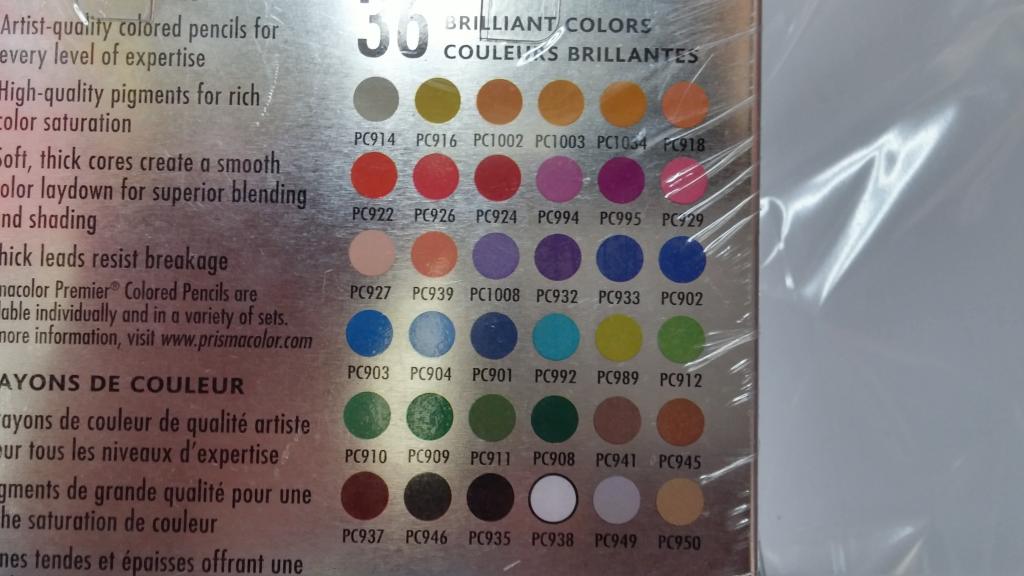 Artist-quality colored pencils for
every level of expertise
High-quality pigments for rich
color saturation
Soft, thick cores create a smooth
color laydown for superior blending
and shading
hick leads resist breakage
macolor Premier® Colored Pencils are
lable individually and in a variety of sets.
more information, visit www.prismacolor.com
AYONS DE COULEUR
rayons de couleur de qualité artiste
our tous les niveaux d'expertise
gments de grande qualité pour une
he saturation de couleur
nes tendes et épaisses offrant une
36 BRILLIANT COLORS
COULEURS BRILLANTES
PC914 PC916 PC1002 PC1003 PC1034 PC918
PC922 PC926 PC924 PC994 PC995 PC929
PC927 PC939 PC1008 PC932 PC933 PC902
PC903 PC904 PC901 PC992 PC989 PC912
PC910 PC909 PC911 PC908 PC941 PC945
PC937 PC946 PC935 PC938 PC949 PC950